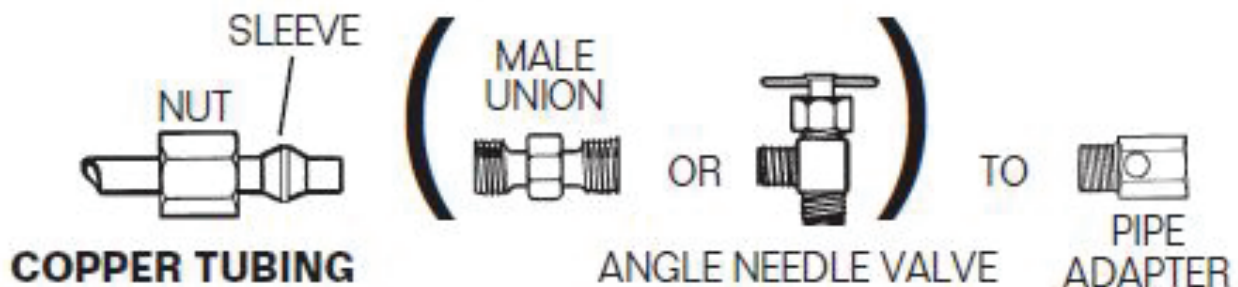 SLEEVE
NUT
MALE
UNION
OR
TO
COPPER TUBING
ANGLE NEEDLE VALVE
PIPE
ADAPTER